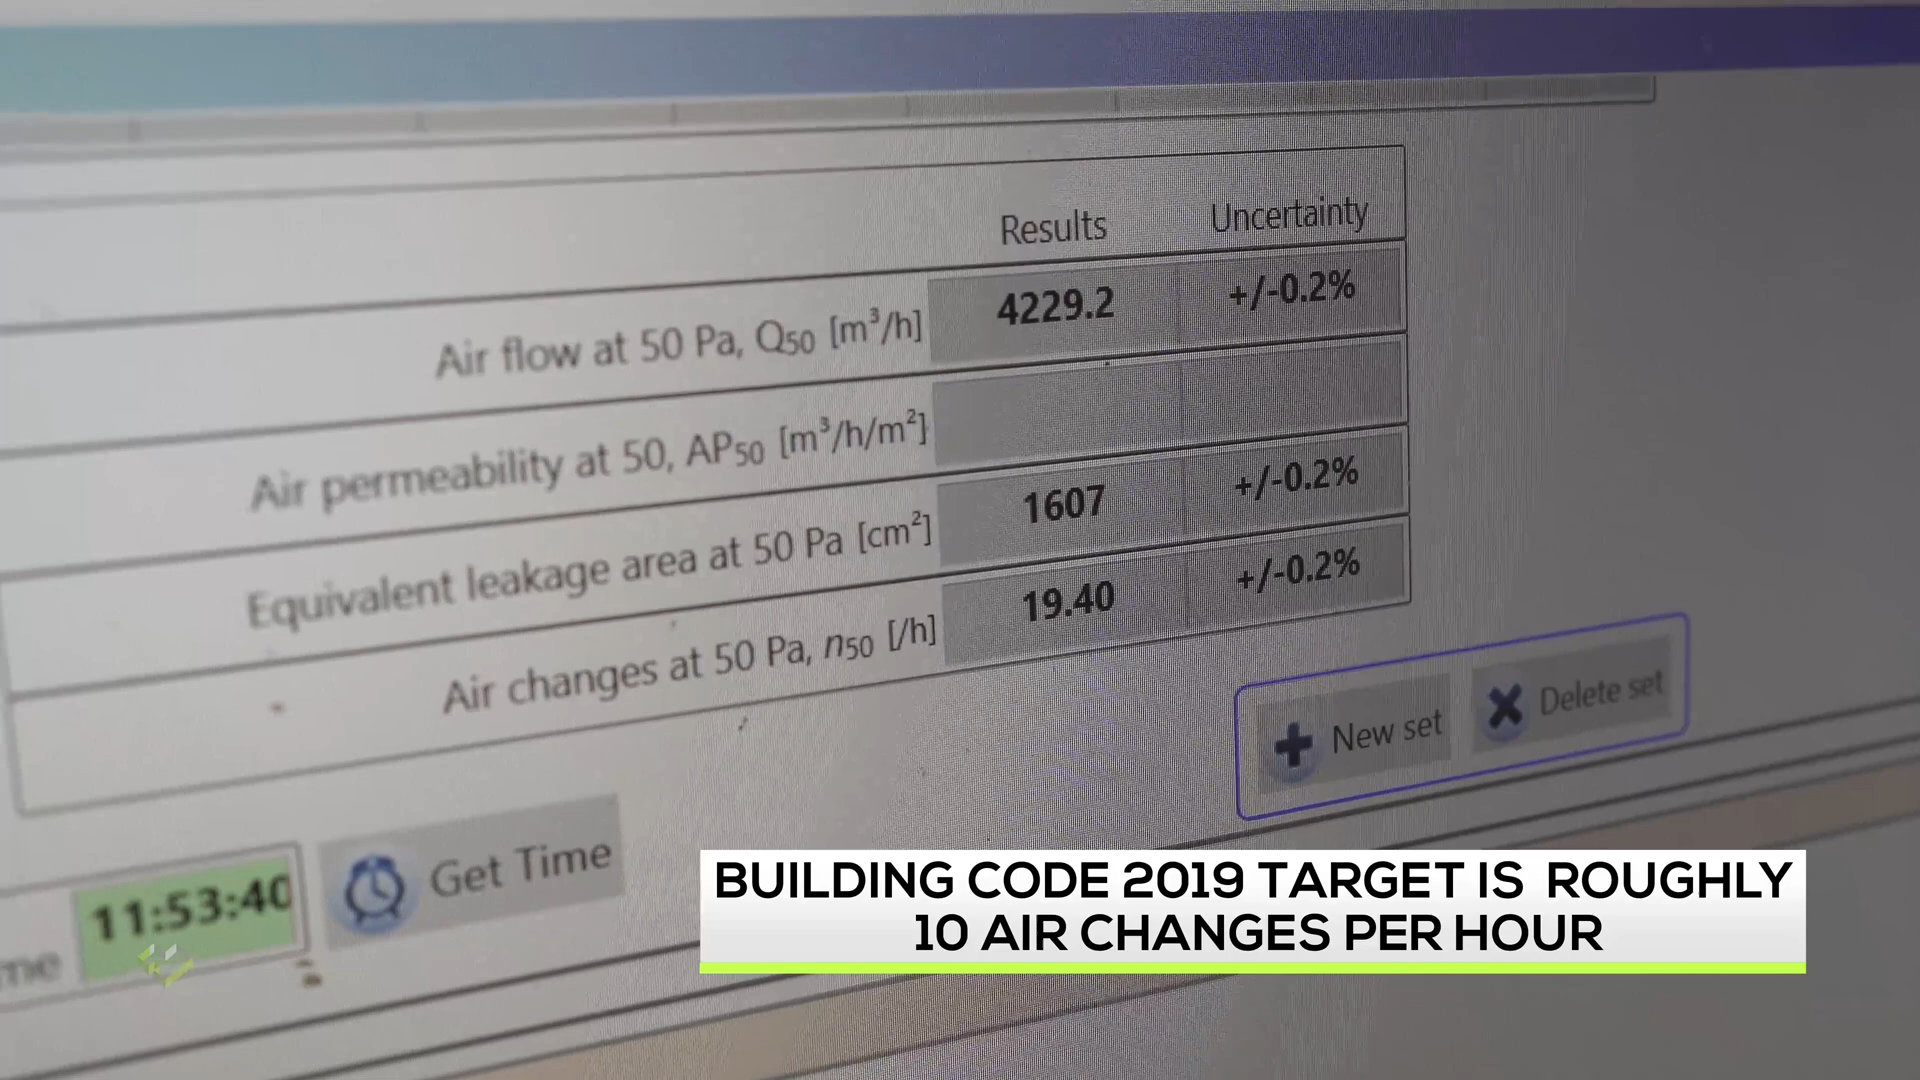 Results Uncertainty
Air flow at 50 Pa, Q50 [m³/h] 4229.2 +/-0.2%
Air permeability at 50, AP50 [m³/h/m²]
Equivalent leakage area at 50 Pa [cm²] 1607 +/-0.2%
Air changes at 50 Pa, n50 [/h] 19.40 +/-0.2%
New set Delete set
11:53:40 Get Time
BUILDING CODE 2019 TARGET IS ROUGHLY
10 AIR CHANGES PER HOUR